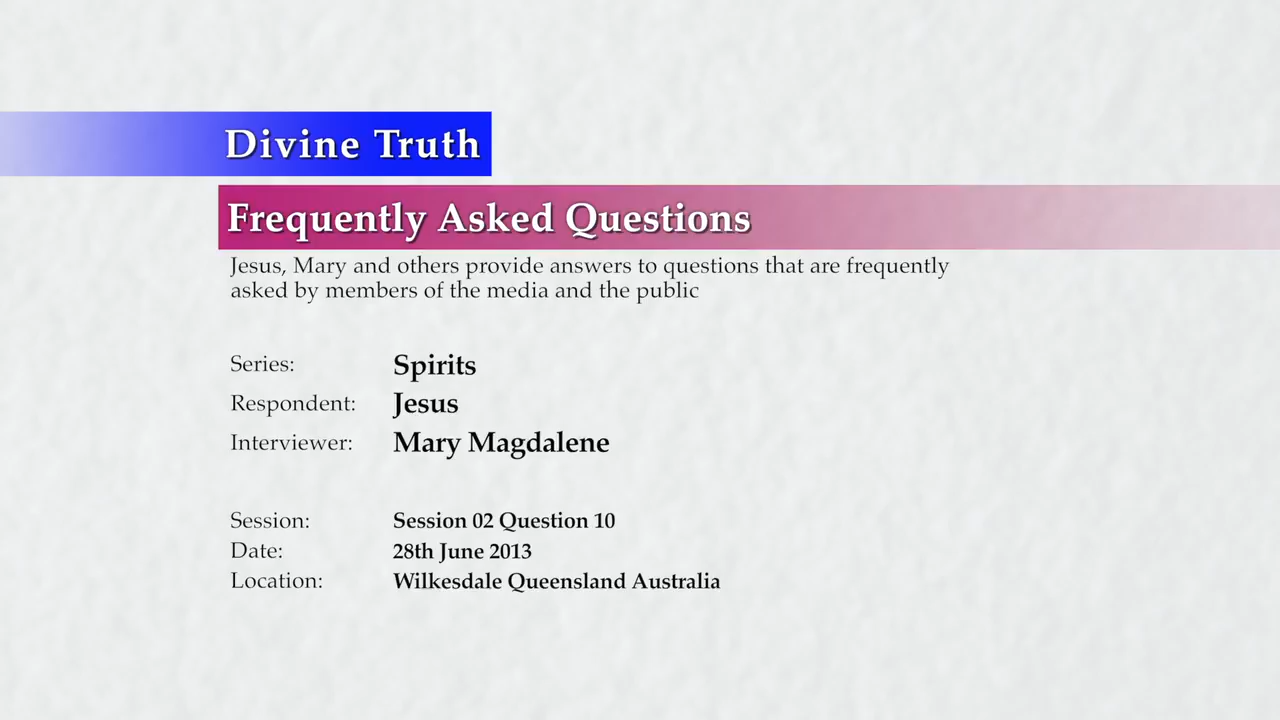 Divine Truth
Frequently Asked Questions
Jesus, Mary and others provide answers to questions that are frequently
asked by members of the media and the public
Series: Spirits
Respondent: Jesus
Interviewer: Mary Magdalene
Session: Session 02 Question 10
Date: 28th June 2013
Location: Wilkesdale Queensland Australia